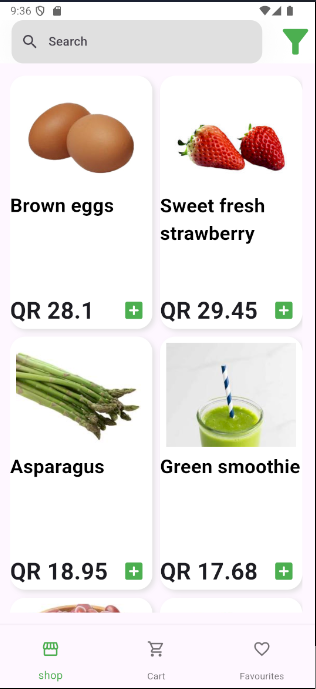 9:36
Search
Brown eggs
Sweet fresh
strawberry
QR 28.1
QR 29.45
Asparagus
Green smoothie
QR 18.95
QR 17.68
shop
Cart
Favourites